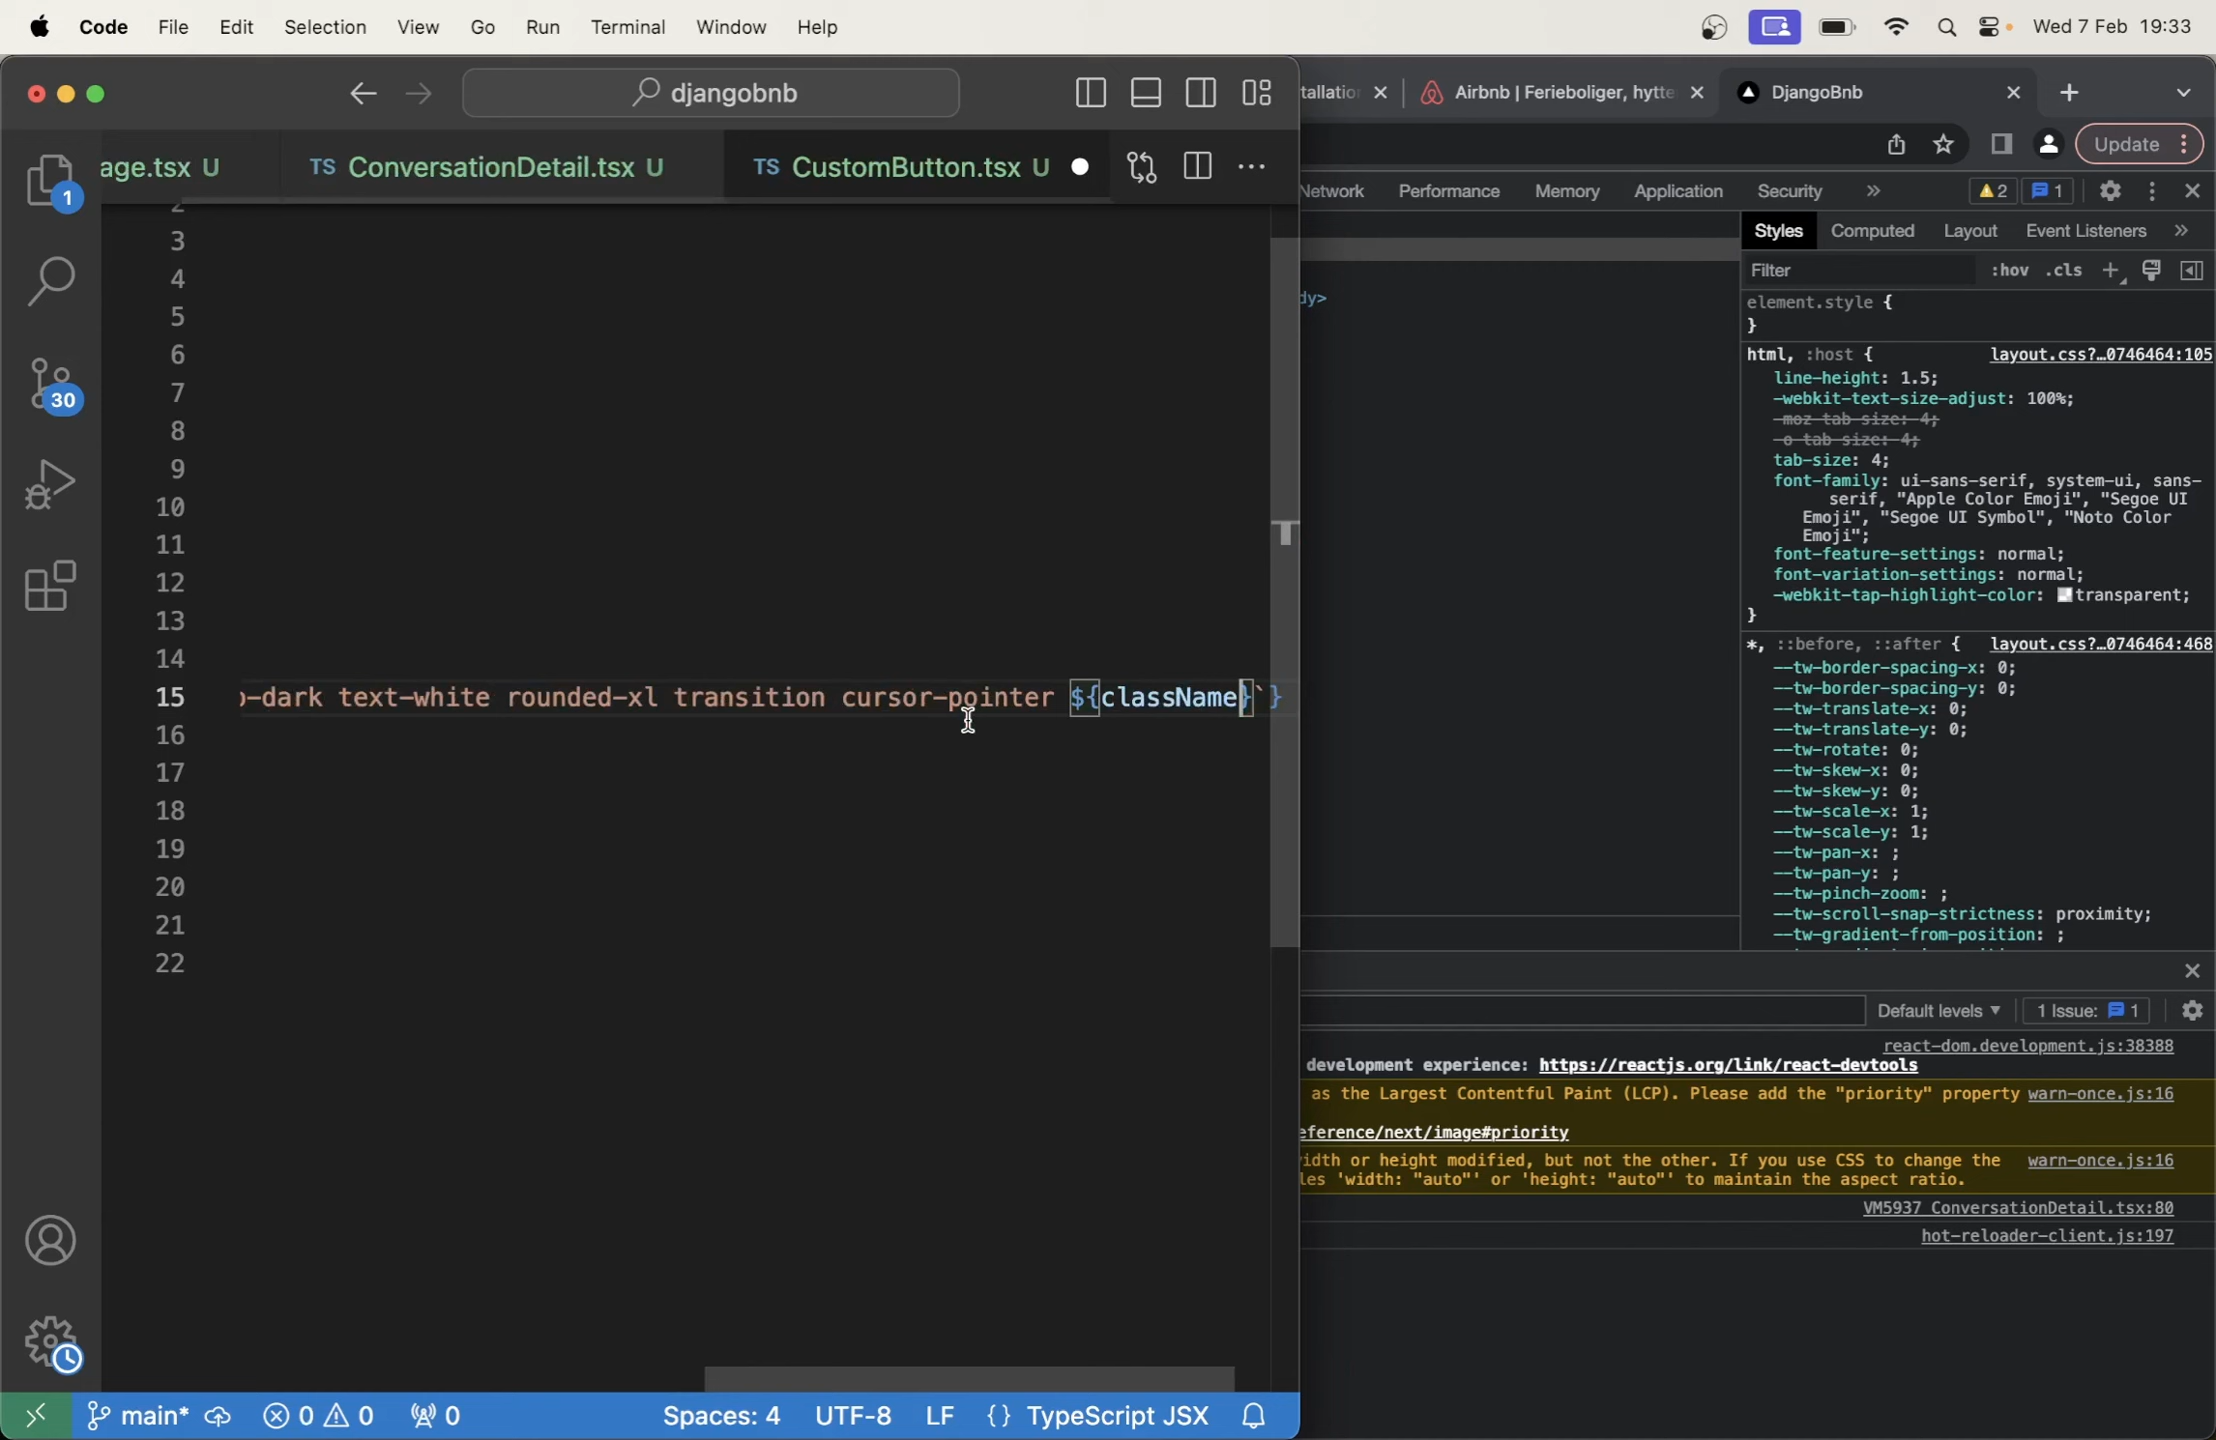 Code File Edit Selection View Go Run Terminal Window Help Wed 7 Feb 19:33
djangobnb
age.tsx U
TS ConversationDetail.tsx U
TS CustomButton.tsx U
1
30
3
4
5
6
7
8
9
10
11
12
13
14
15 -dark text-white rounded-xl transition cursor-pointer ${className}`}
16
17
18
19
20
21
22
main* 0 0 0 Spaces: 4 UTF-8 LF {} TypeScript JSX
Airbnb | Ferieboliger, hytte
DjangoBnb
Update
Network Performance Memory Application Security » 2 1
Styles Computed Layout Event Listeners »
Filter :hov .cls
dy>
element.style {
}
html, :host { layout.css?…0746464:105
line-height: 1.5;
-webkit-text-size-adjust: 100%;
-moz-tab-size: 4;
-o-tab-size: 4;
tab-size: 4;
font-family: ui-sans-serif, system-ui, sans-
serif, "Apple Color Emoji", "Segoe UI
Emoji", "Segoe UI Symbol", "Noto Color
Emoji";
font-feature-settings: normal;
font-variation-settings: normal;
-webkit-tap-highlight-color: transparent;
}
*, ::before, ::after { layout.css?…0746464:468
--tw-border-spacing-x: 0;
--tw-border-spacing-y: 0;
--tw-translate-x: 0;
--tw-translate-y: 0;
--tw-rotate: 0;
--tw-skew-x: 0;
--tw-skew-y: 0;
--tw-scale-x: 1;
--tw-scale-y: 1;
--tw-pan-x: ;
--tw-pan-y: ;
--tw-pinch-zoom: ;
--tw-scroll-snap-strictness: proximity;
--tw-gradient-from-position: ;
Default levels ▼ 1 Issue: 1
react-dom.development.js:38388
development experience: https://reactjs.org/link/react-devtools
as the Largest Contentful Paint (LCP). Please add the "priority" property warn-once.js:16
eference/next/image#priority
idth or height modified, but not the other. If you use CSS to change the warn-once.js:16
les 'width: "auto"' or 'height: "auto"' to maintain the aspect ratio.
VM5937 ConversationDetail.tsx:80
hot-reloader-client.js:197